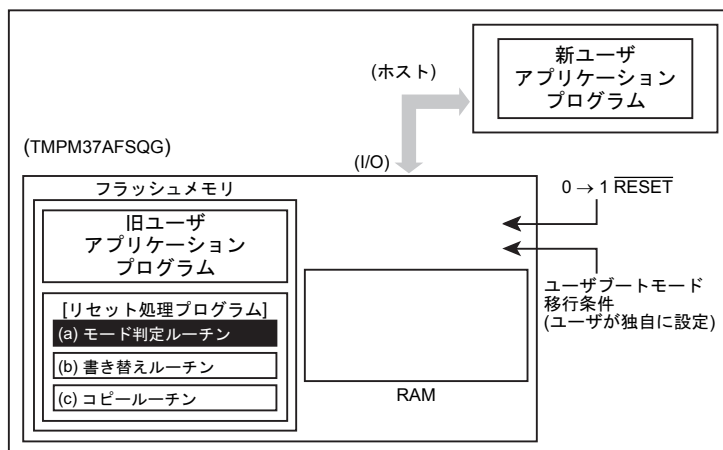 新ユーザ
アプリケーション
プログラム
(ホスト)
(TMPM37AFSQG)
(I/O)
フラッシュメモリ
旧ユーザ
アプリケーション
プログラム
[リセット処理プログラム]
(a) モード判定ルーチン
(b) 書き替えルーチン
(c) コピールーチン
RAM
0 → 1 RESET
ユーザブートモード
移行条件
(ユーザが独自に設定)